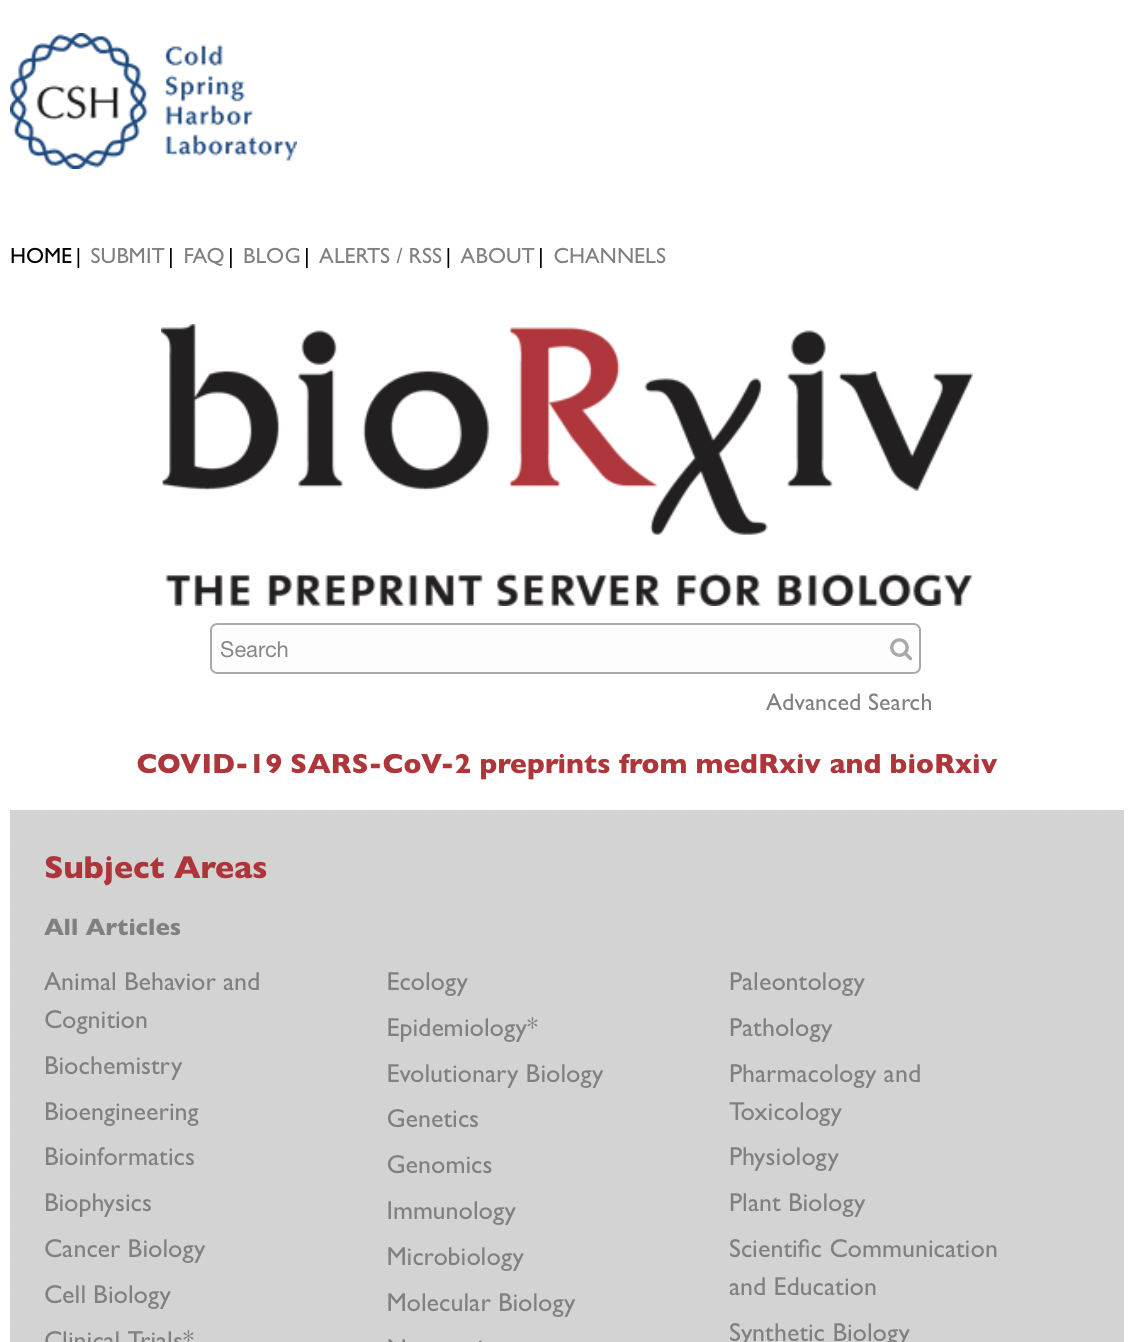 CSH
Cold
Spring
Harbor
Laboratory
HOME | SUBMIT | FAQ | BLOG | ALERTS / RSS | ABOUT | CHANNELS
bioRχiv
THE PREPRINT SERVER FOR BIOLOGY
Search
Advanced Search
COVID-19 SARS-CoV-2 preprints from medRxiv and bioRxiv
Subject Areas
All Articles
Animal Behavior and
Cognition
Biochemistry
Bioengineering
Bioinformatics
Biophysics
Cancer Biology
Cell Biology
Clinical Trials*
Ecology
Epidemiology*
Evolutionary Biology
Genetics
Genomics
Immunology
Microbiology
Molecular Biology
Paleontology
Pathology
Pharmacology and
Toxicology
Physiology
Plant Biology
Scientific Communication
and Education
Synthetic Biology